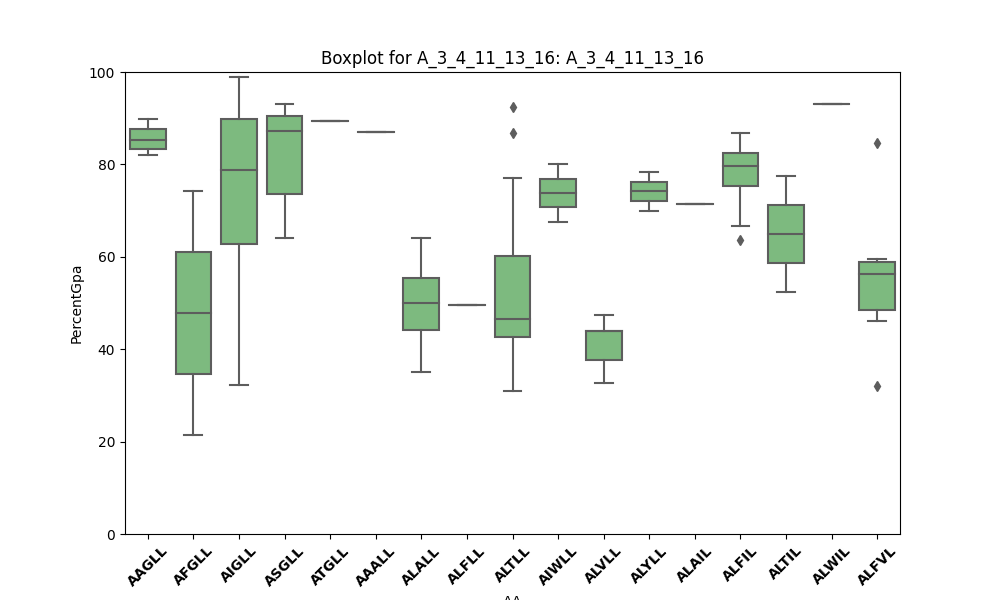 Boxplot for A_3_4_11_13_16: A_3_4_11_13_16
100
80
60
40
20
0
PercentGpa
AAGLL AFGLL AIGLL ASGLL ATGLL AAALL ALALL ALFLL ALTLL AIWLL ALVLL ALYLL ALAIL ALFIL ALTIL ALWIL ALFVL
AA